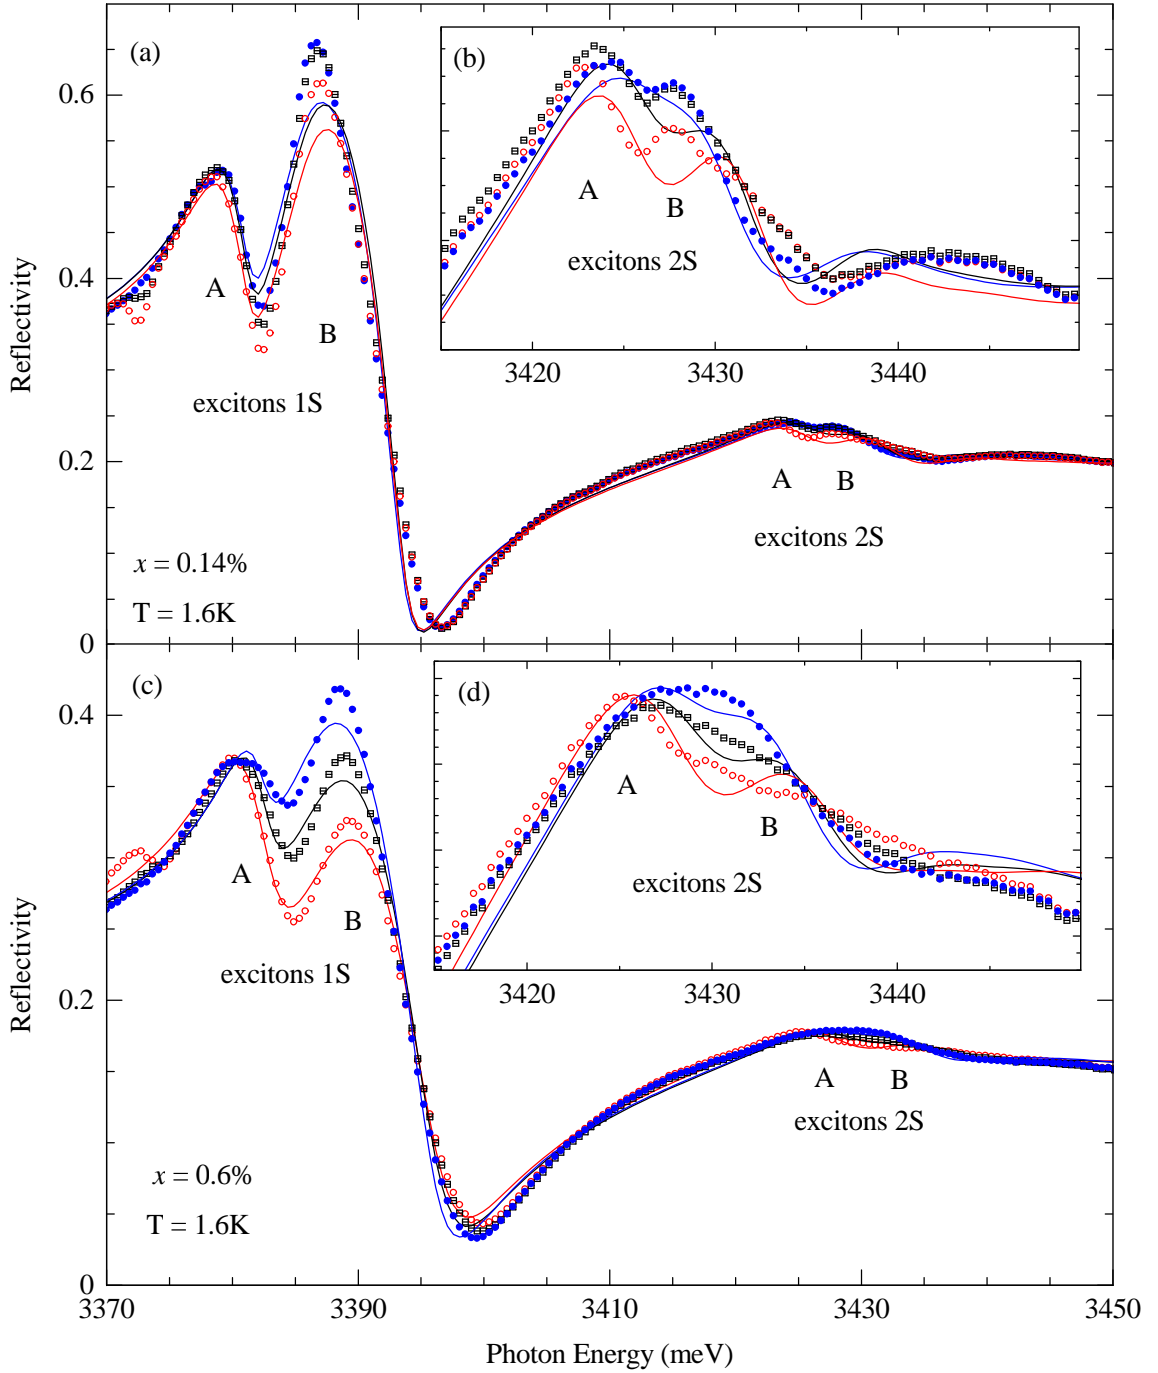 (a)
(b)
0.6
0.4
0.2
0
Reflectivity
A
B
excitons 1S
A
B
excitons 2S
3420
3430
3440
A
B
excitons 2S
x = 0.14%
T = 1.6K
(c)
(d)
0.4
0.2
0
Reflectivity
A
B
excitons 1S
A
B
excitons 2S
3420
3430
3440
A
B
excitons 2S
x = 0.6%
T = 1.6K
3370
3390
3410
3430
3450
Photon Energy (meV)